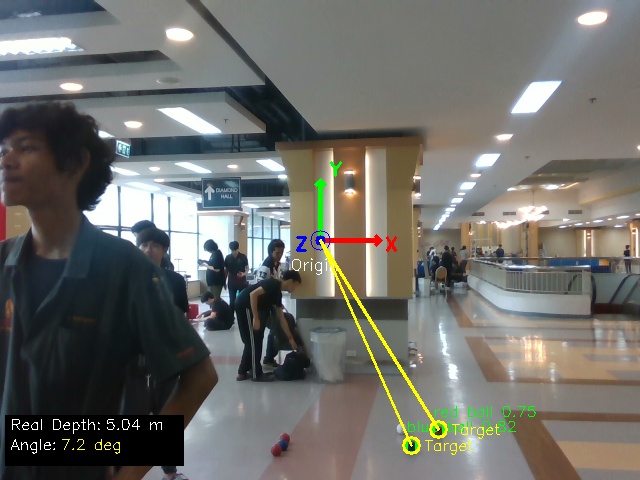 DIAMOND
HALL
Y
Z
X
Origin
red ball 0.75
Target
Target
Real Depth: 5.04 m
Angle: 7.2 deg